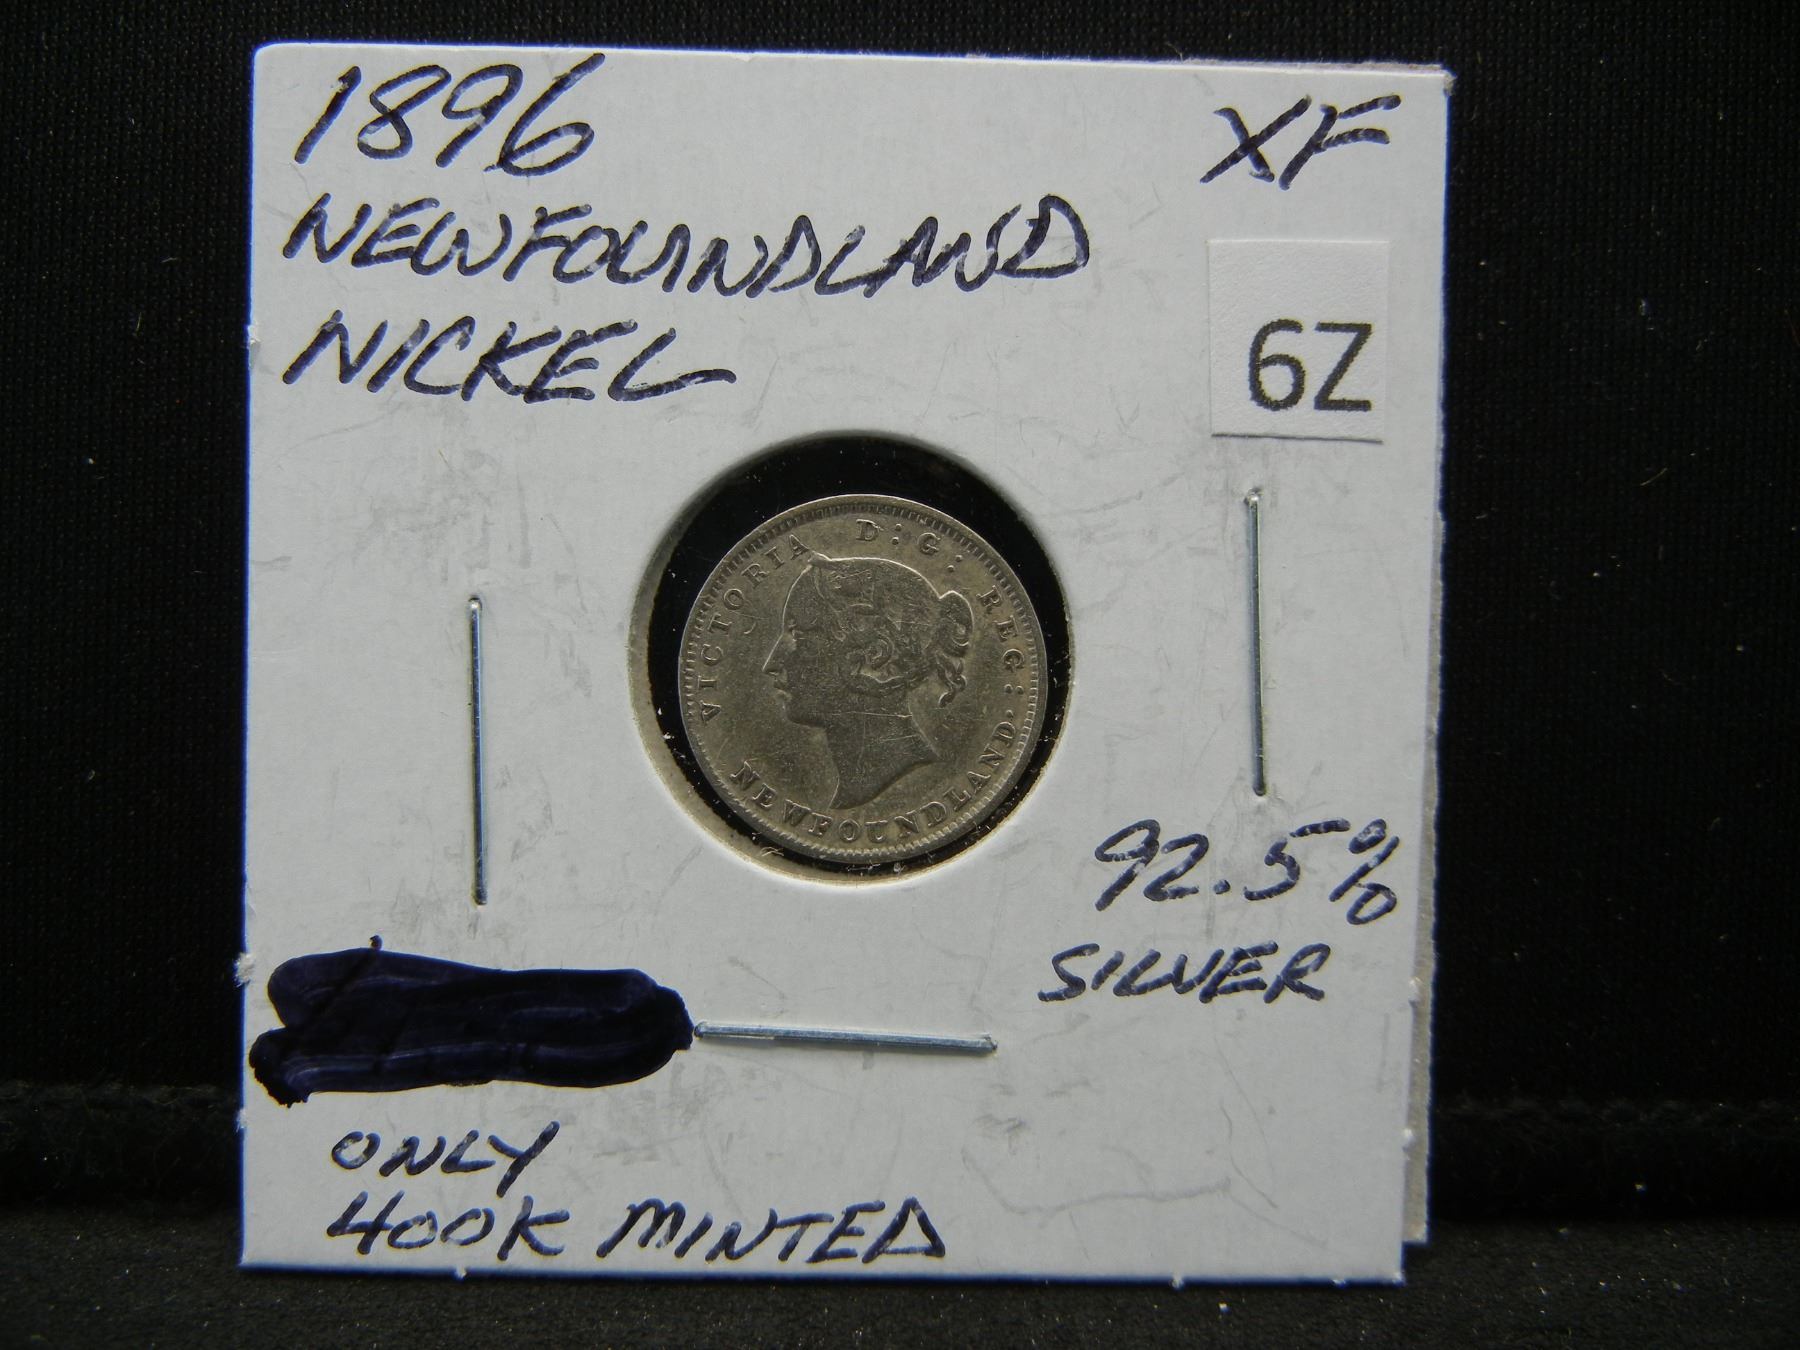 1896
XF
NEWFOUNDLAND
NICKEL
6Z
VICTORIA D: G: REG:
NEWFOUNDLAND.
92.5%
SILVER
ONLY
400K MINTED